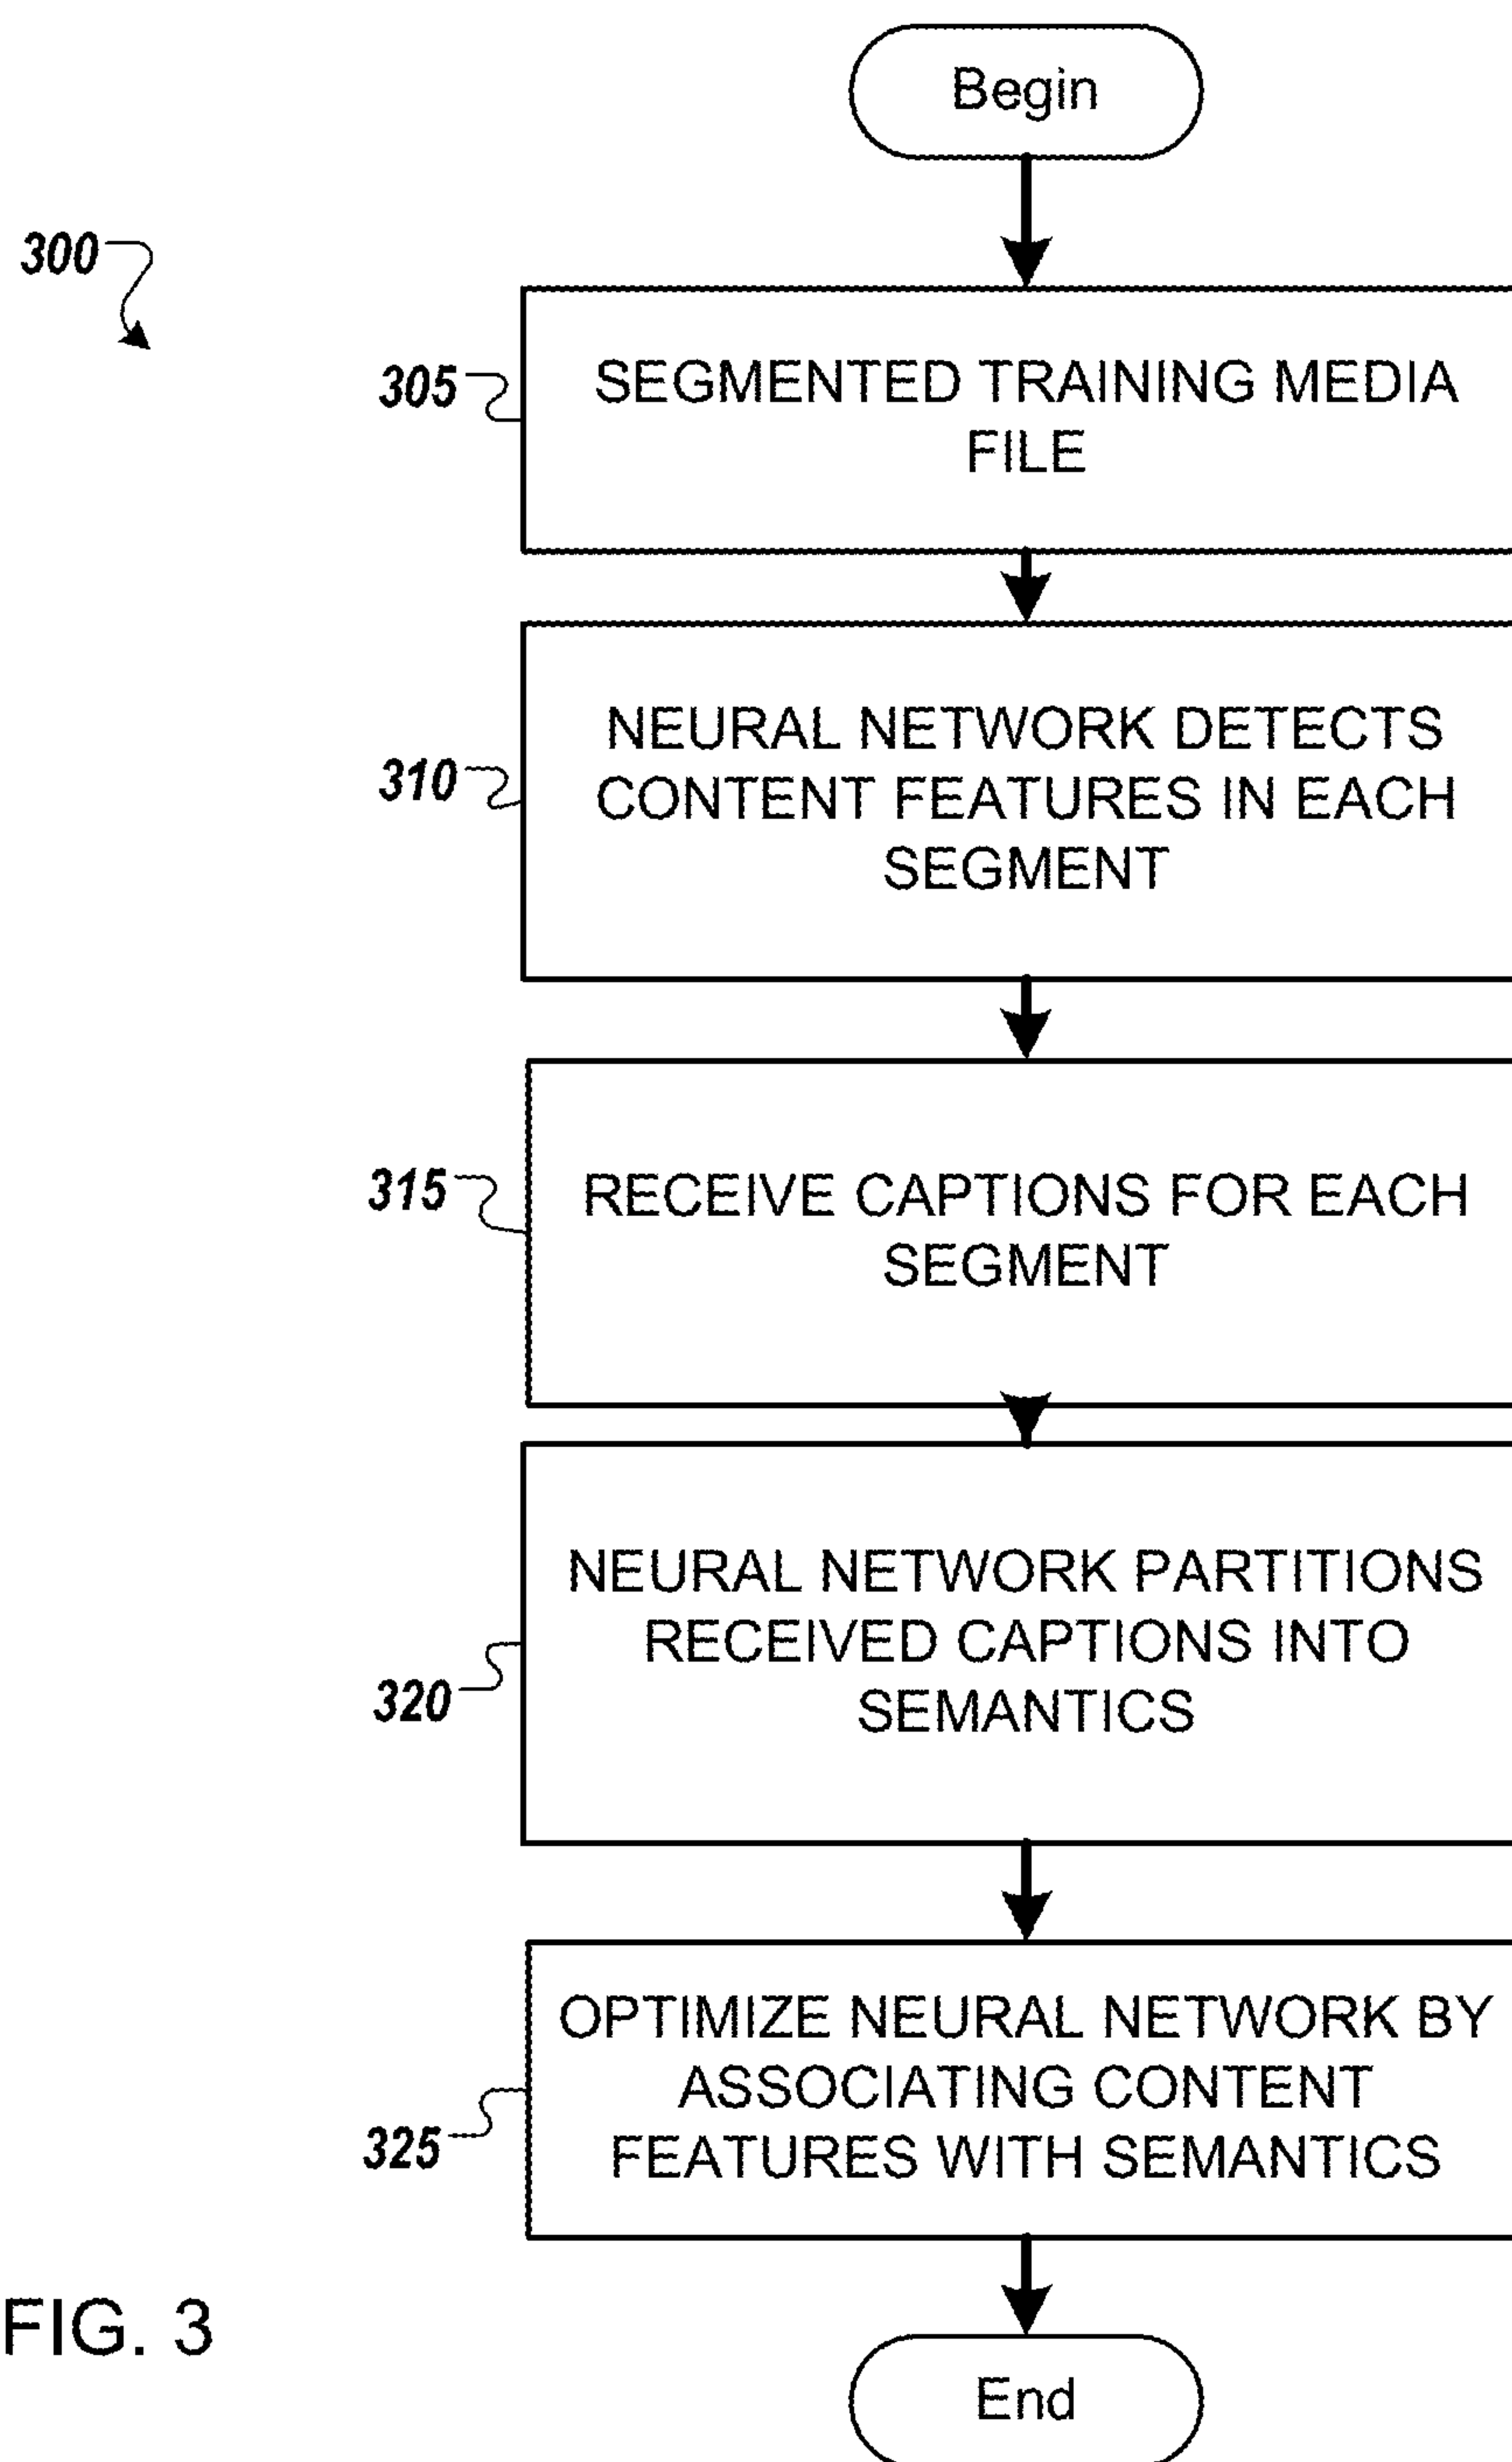 Begin
300
305
SEGMENTED TRAINING MEDIA
FILE
310
NEURAL NETWORK DETECTS
CONTENT FEATURES IN EACH
SEGMENT
315
RECEIVE CAPTIONS FOR EACH
SEGMENT
320
NEURAL NETWORK PARTITIONS
RECEIVED CAPTIONS INTO
SEMANTICS
325
OPTIMIZE NEURAL NETWORK BY
ASSOCIATING CONTENT
FEATURES WITH SEMANTICS
FIG. 3
End